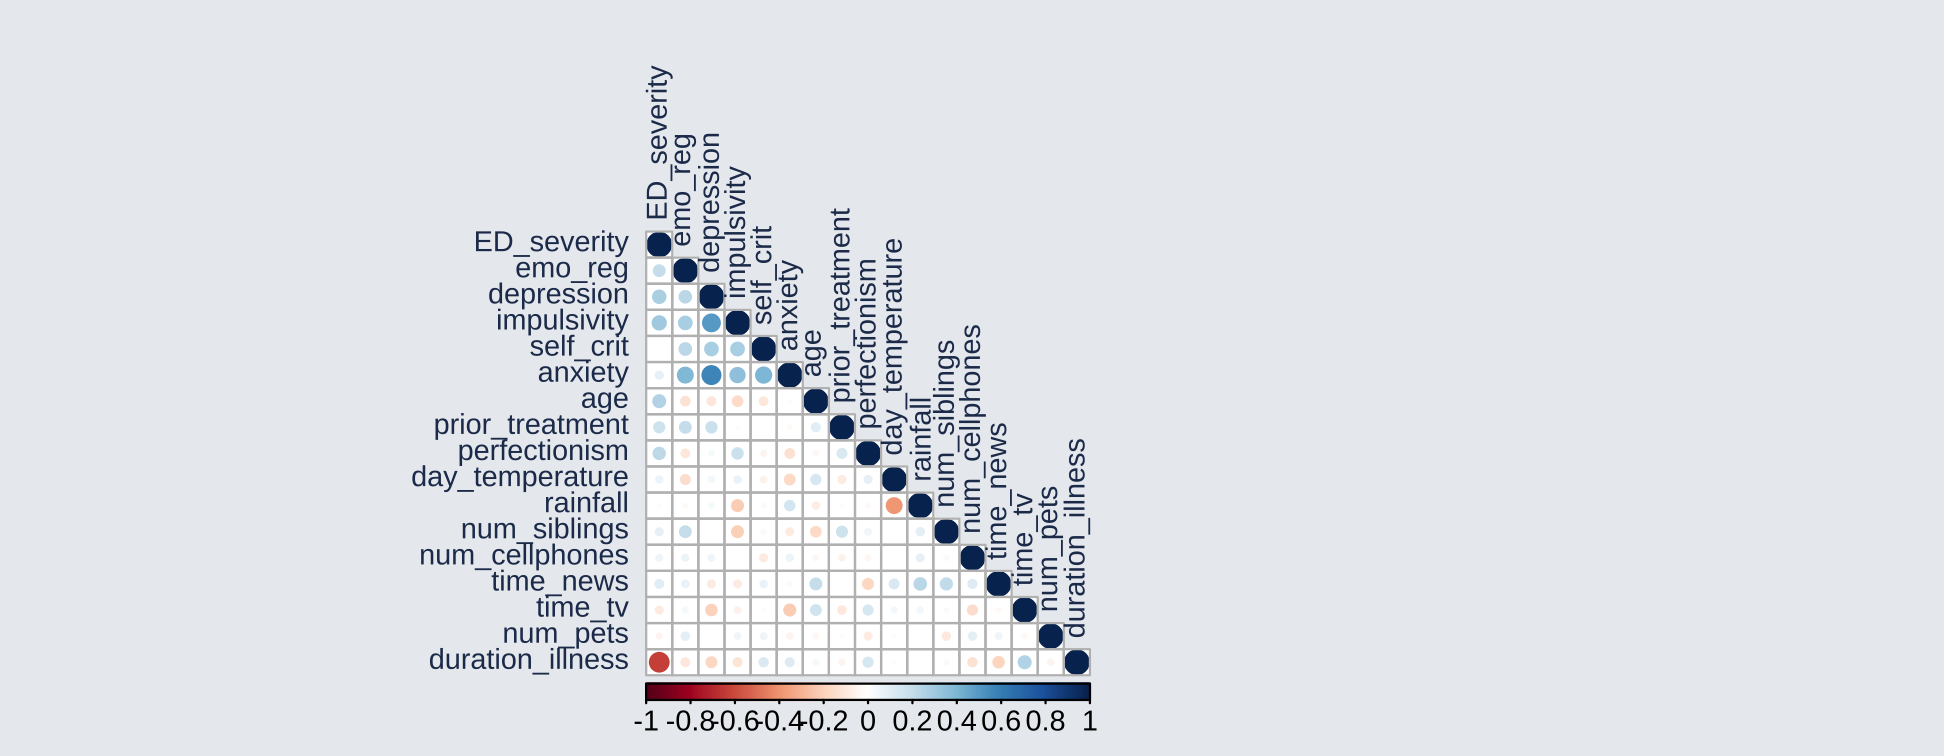 ED_severity
emo_reg
depression
impulsivity
self_crit
anxiety
age
prior_treatment
perfectionism
day_temperature
rainfall
num_siblings
num_cellphones
time_news
time_tv
num_pets
duration_illness
ED_severity
emo_reg
depression
impulsivity
self_crit
anxiety
age
prior_treatment
perfectionism
day_temperature
rainfall
num_siblings
num_cellphones
time_news
time_tv
num_pets
duration_illness
-1 -0.8 -0.6 -0.4 -0.2 0 0.2 0.4 0.6 0.8 1